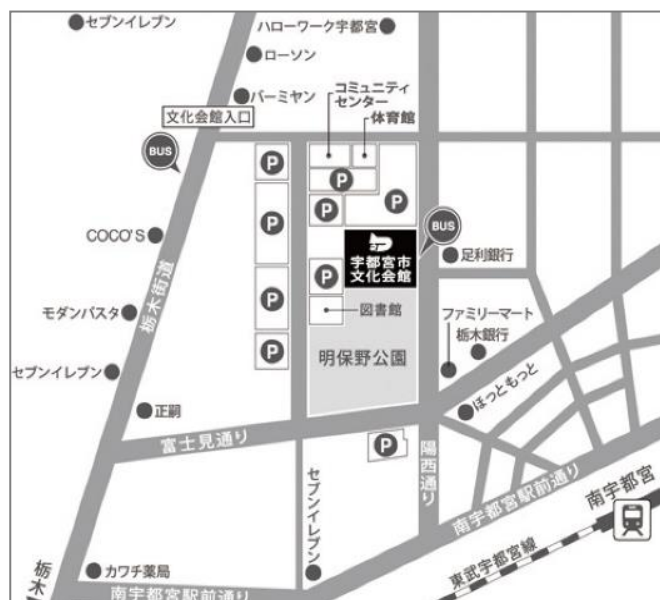 セブンイレブン
ハローワーク宇都宮
ローソン
コミュニティ
センター
バーミヤン
体育館
文化会館入口
BUS
P
P
P
P
P
BUS
COCO'S
宇都宮市
文化会館
足利銀行
P
P
栃木街道
モダンパスタ
図書館
ファミリーマート
栃木銀行
P
明保野公園
セブンイレブン
ほっともっと
正嗣
富士見通り
P
陽西通り
セブンイレブン
南宇都宮駅前通り
南宇都宮
東武宇都宮線
カワチ薬局
栃木
南宇都宮駅前通り